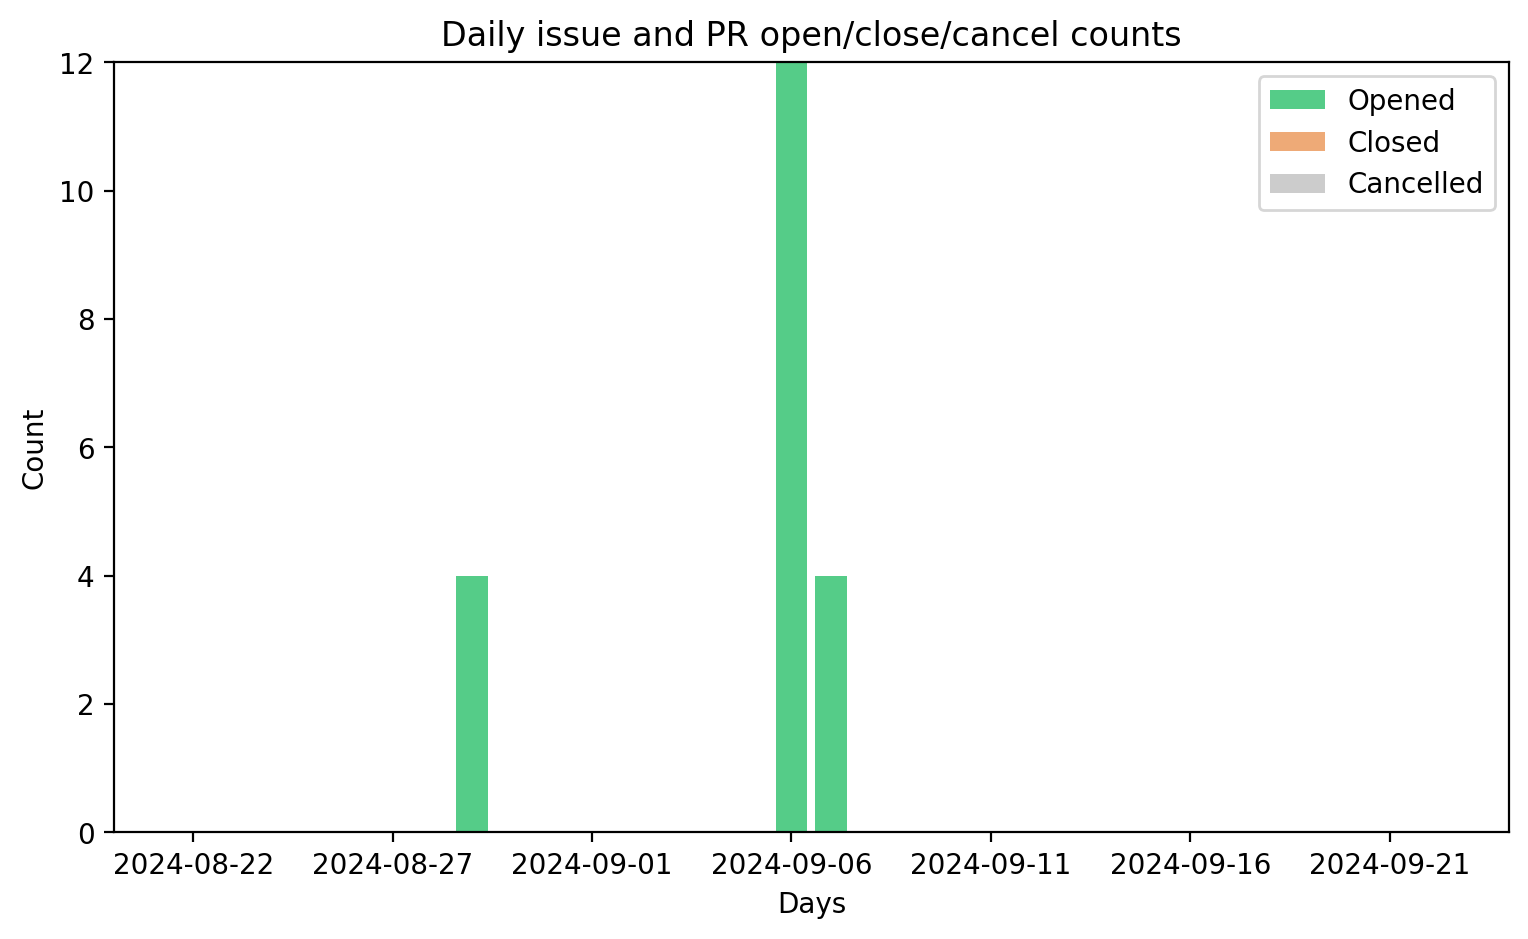 Daily issue and PR open/close/cancel counts
12
10
8
6
4
2
0
Count
Opened
Closed
Cancelled
2024-08-22 2024-08-27 2024-09-01 2024-09-06 2024-09-11 2024-09-16 2024-09-21
Days